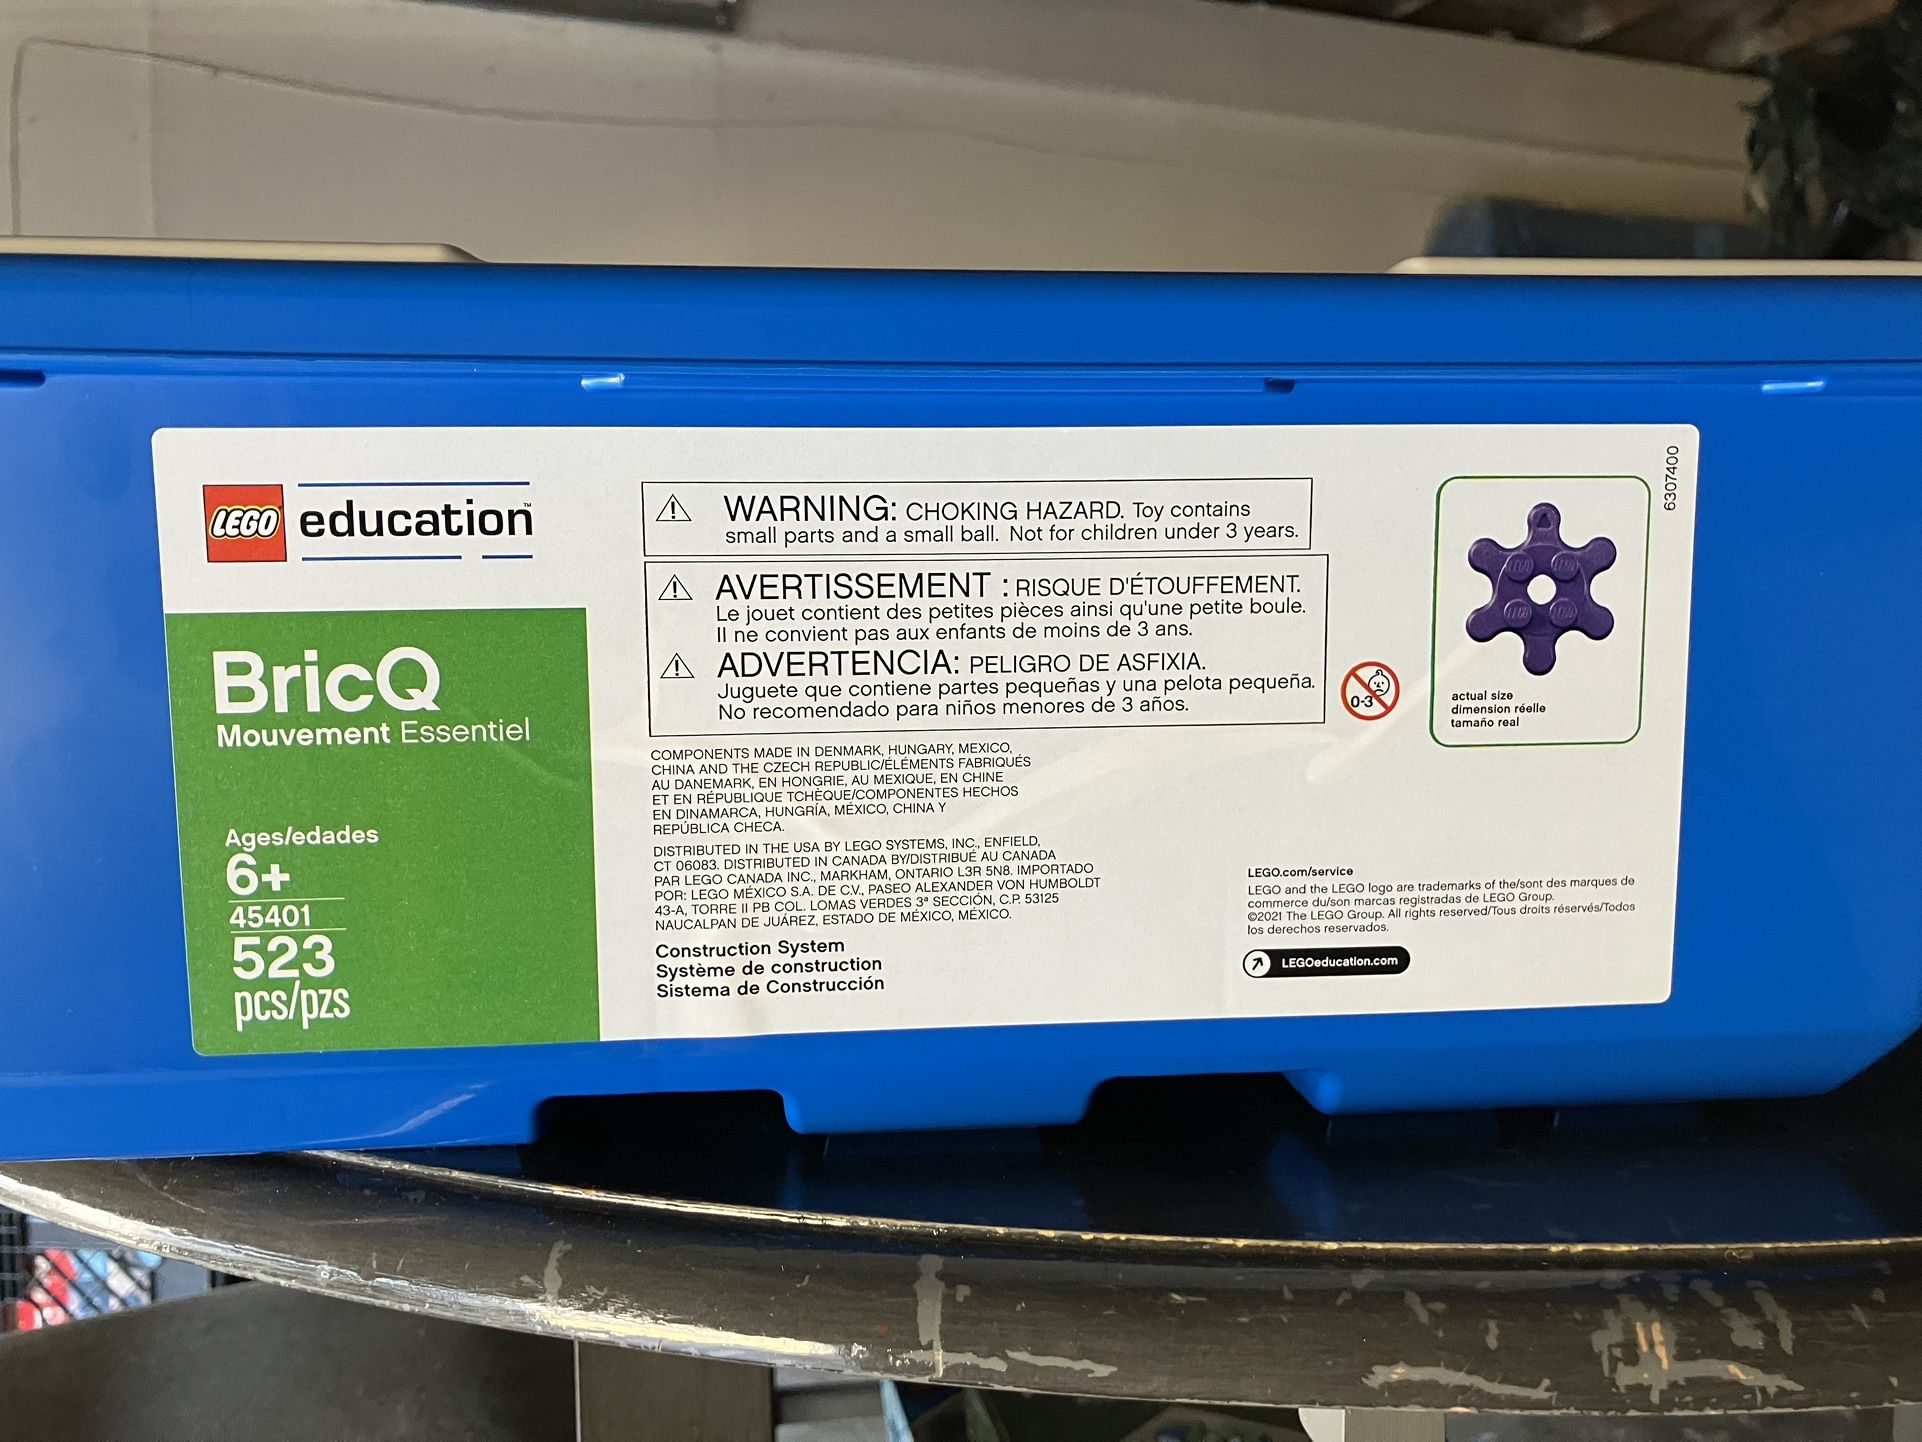 LEGO education™
BricQ
Mouvement Essentiel
Ages/edades
6+
45401
523
pcs/pzs
⚠ WARNING: CHOKING HAZARD. Toy contains
small parts and a small ball. Not for children under 3 years.
⚠ AVERTISSEMENT : RISQUE D'ÉTOUFFEMENT.
Le jouet contient des petites pièces ainsi qu'une petite boule.
Il ne convient pas aux enfants de moins de 3 ans.
⚠ ADVERTENCIA: PELIGRO DE ASFIXIA.
Juguete que contiene partes pequeñas y una pelota pequeña.
No recomendado para niños menores de 3 años.
0-3
COMPONENTS MADE IN DENMARK, HUNGARY, MEXICO,
CHINA AND THE CZECH REPUBLIC/ÉLÉMENTS FABRIQUÉS
AU DANEMARK, EN HONGRIE, AU MEXIQUE, EN CHINE
ET EN RÉPUBLIQUE TCHÈQUE/COMPONENTES HECHOS
EN DINAMARCA, HUNGRÍA, MÉXICO, CHINA Y
REPÚBLICA CHECA.
DISTRIBUTED IN THE USA BY LEGO SYSTEMS, INC., ENFIELD,
CT 06083. DISTRIBUTED IN CANADA BY/DISTRIBUÉ AU CANADA
PAR LEGO CANADA INC., MARKHAM, ONTARIO L3R 5N8. IMPORTADO
POR: LEGO MÉXICO S.A. DE C.V., PASEO ALEXANDER VON HUMBOLDT
43-A, TORRE II PB COL. LOMAS VERDES 3ª SECCIÓN, C.P. 53125
NAUCALPAN DE JUÁREZ, ESTADO DE MÉXICO, MÉXICO.
Construction System
Système de construction
Sistema de Construcción
6307400
LEGO LEGO
LEGO LEGO
actual size
dimension réelle
tamaño real
LEGO.com/service
LEGO and the LEGO logo are trademarks of the/sont des marques de
commerce du/son marcas registradas de LEGO Group.
©2021 The LEGO Group. All rights reserved/Tous droits réservés/Todos
los derechos reservados.
LEGOeducation.com